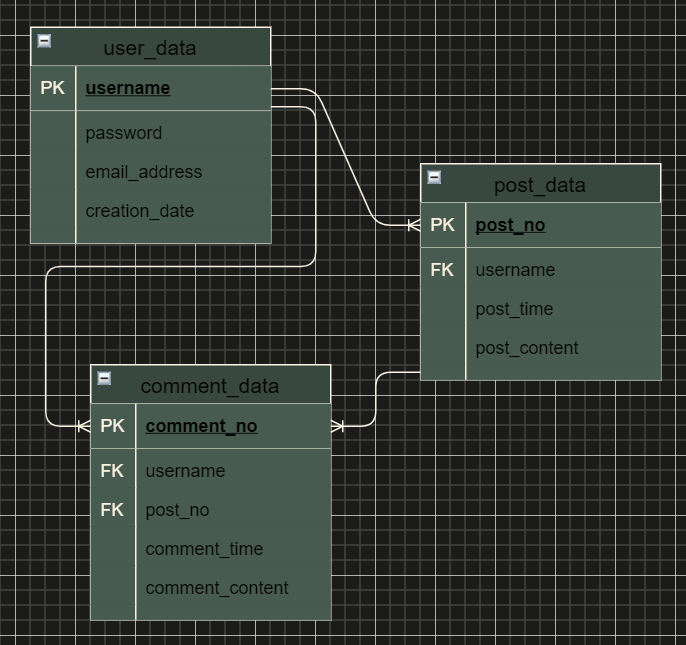 user_data
PK username
password
email_address
creation_date
post_data
PK post_no
FK username
post_time
post_content
comment_data
PK comment_no
FK username
FK post_no
comment_time
comment_content